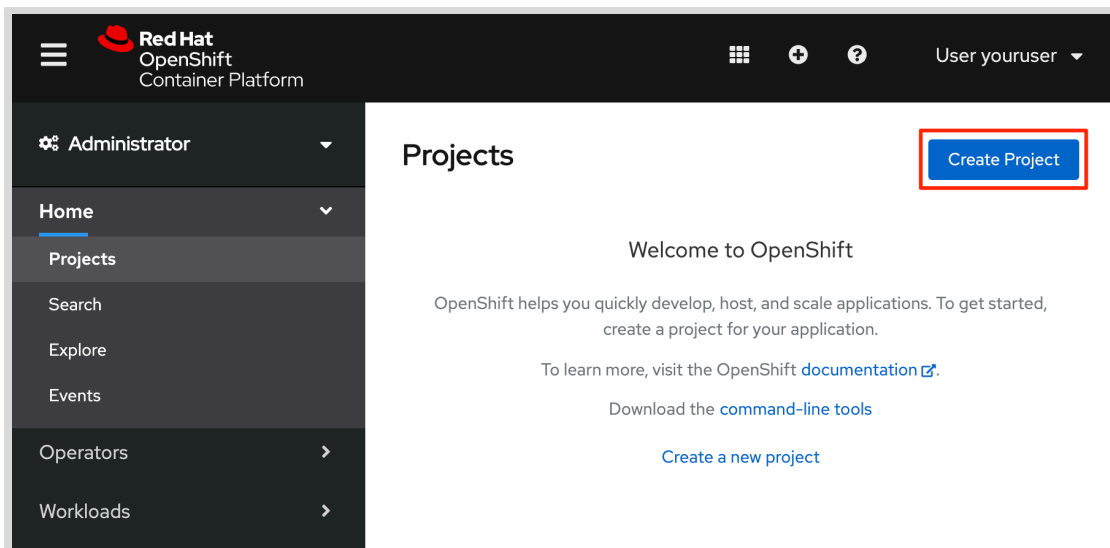 Red Hat
OpenShift
Container Platform
User youruser
Administrator
Home
Projects
Search
Explore
Events
Operators
Workloads
Projects
Create Project
Welcome to OpenShift
OpenShift helps you quickly develop, host, and scale applications. To get started,
create a project for your application.
To learn more, visit the OpenShift documentation.
Download the command-line tools
Create a new project